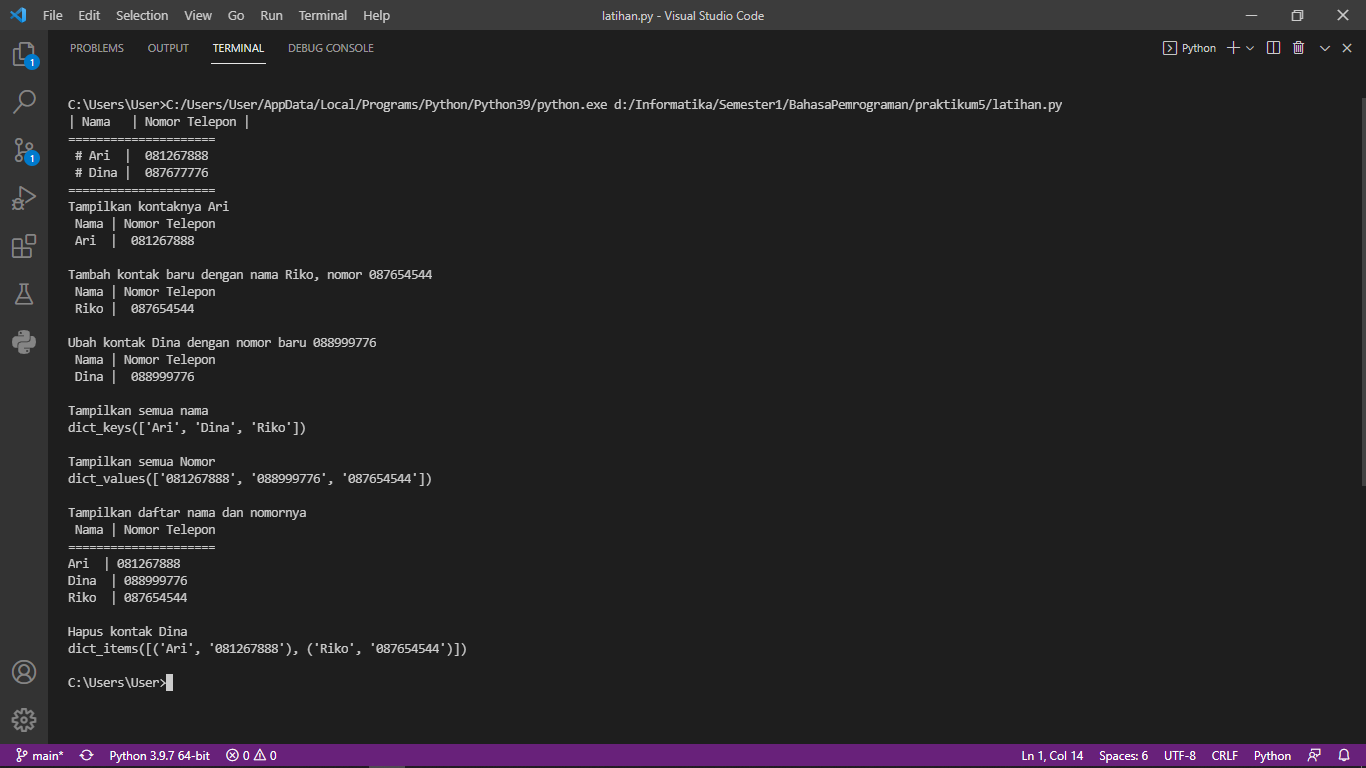 File Edit Selection View Go Run Terminal Help latihan.py - Visual Studio Code
PROBLEMS OUTPUT TERMINAL DEBUG CONSOLE Python
1
1
C:\Users\User>C:/Users/User/AppData/Local/Programs/Python/Python39/python.exe d:/Informatika/Semester1/BahasaPemrograman/praktikum5/latihan.py
| Nama   | Nomor Telepon |
=====================
 # Ari  |  081267888
 # Dina |  087677776
=====================
Tampilkan kontaknya Ari
 Nama | Nomor Telepon
 Ari  |  081267888
Tambah kontak baru dengan nama Riko, nomor 087654544
 Nama | Nomor Telepon
 Riko |  087654544
Ubah kontak Dina dengan nomor baru 088999776
 Nama | Nomor Telepon
 Dina |  088999776
Tampilkan semua nama
dict_keys(['Ari', 'Dina', 'Riko'])
Tampilkan semua Nomor
dict_values(['081267888', '088999776', '087654544'])
Tampilkan daftar nama dan nomornya
 Nama | Nomor Telepon
=====================
Ari  | 081267888
Dina  | 088999776
Riko  | 087654544
Hapus kontak Dina
dict_items([('Ari', '081267888'), ('Riko', '087654544')])
C:\Users\User>
main* Python 3.9.7 64-bit 0 0 Ln 1, Col 14 Spaces: 6 UTF-8 CRLF Python